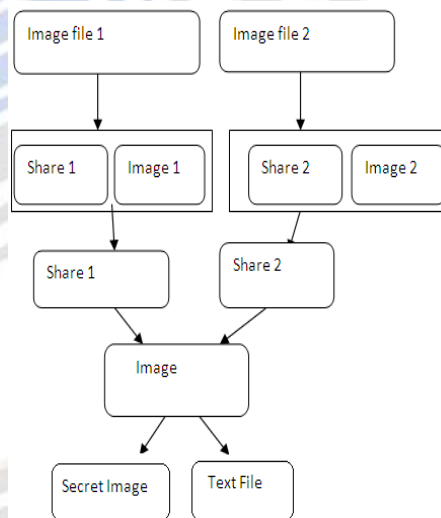 Image file 1
Image file 2
Share 1
Image 1
Share 2
Image 2
Share 1
Share 2
Image
Secret Image
Text File